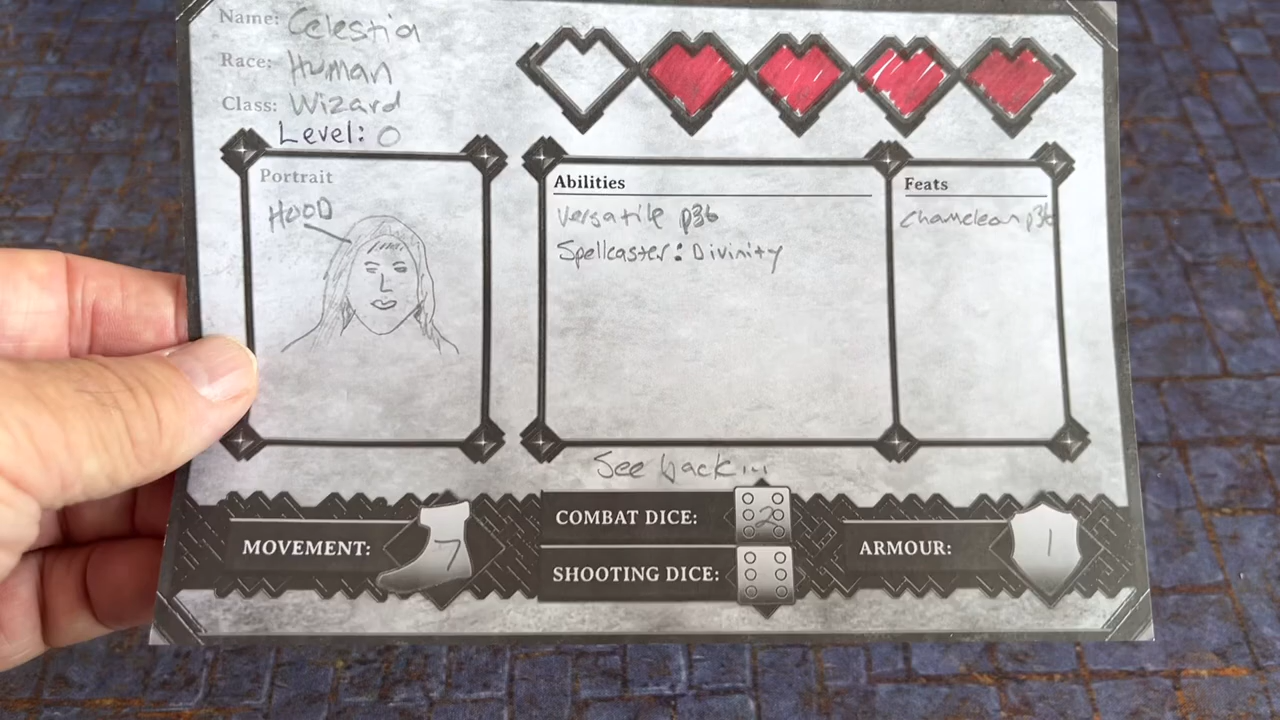 Name: Celestia
Race: Human
Class: Wizard
Level: 0
Portrait
HOOD
Abilities
Versatile p36
Spellcaster: Divinity
Feats
Chamelean p36
See back...
MOVEMENT: 7
COMBAT DICE: 2
SHOOTING DICE:
ARMOUR: 1